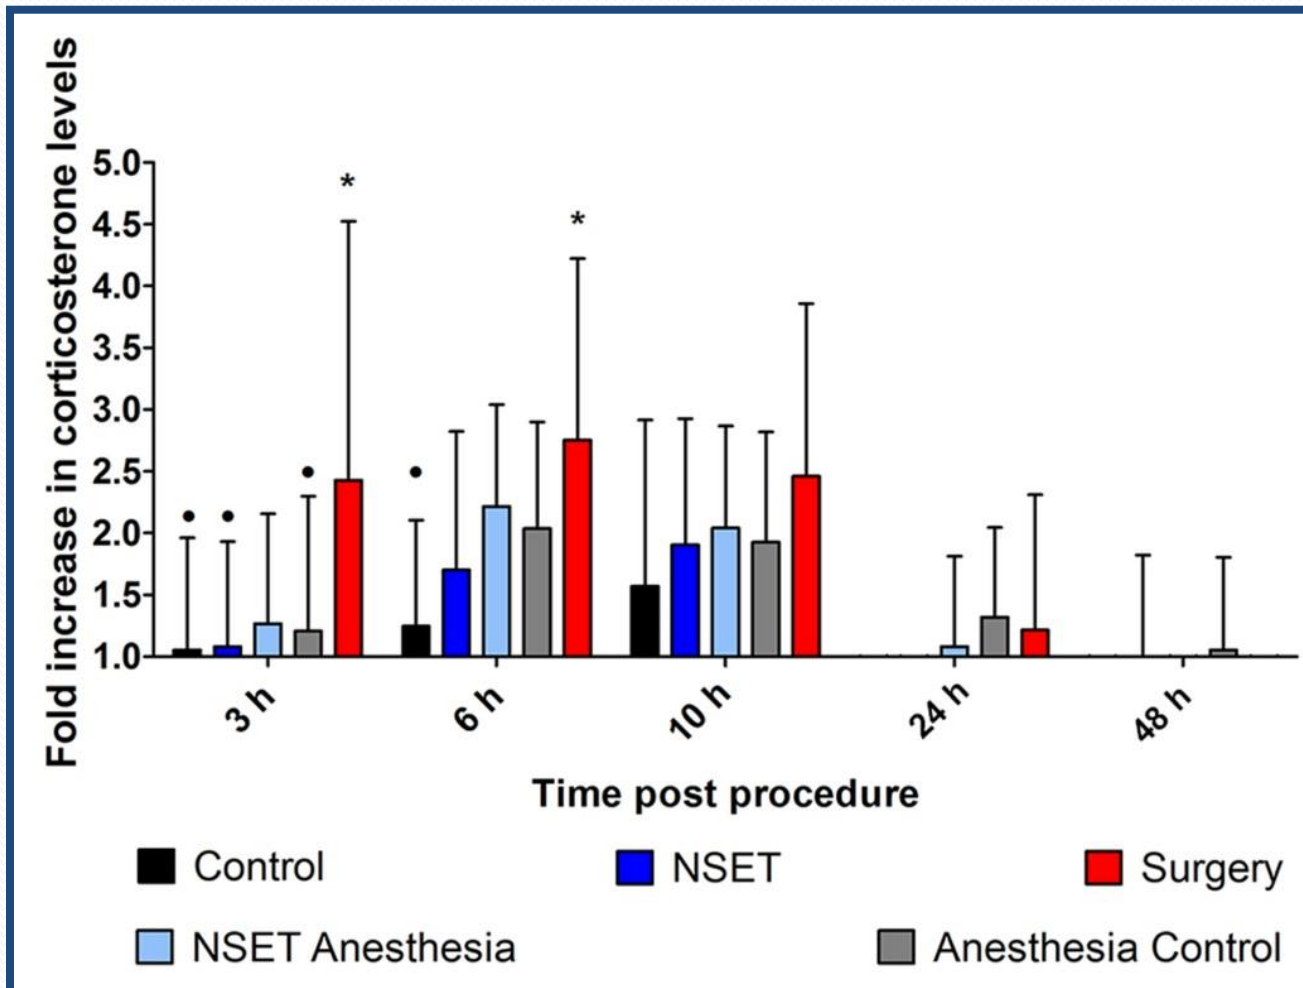 Fold increase in corticosterone levels
5.0
4.5
4.0
3.5
3.0
2.5
2.0
1.5
1.0
*
*
3 h
6 h
10 h
24 h
48 h
Time post procedure
Control
NSET
Surgery
NSET Anesthesia
Anesthesia Control